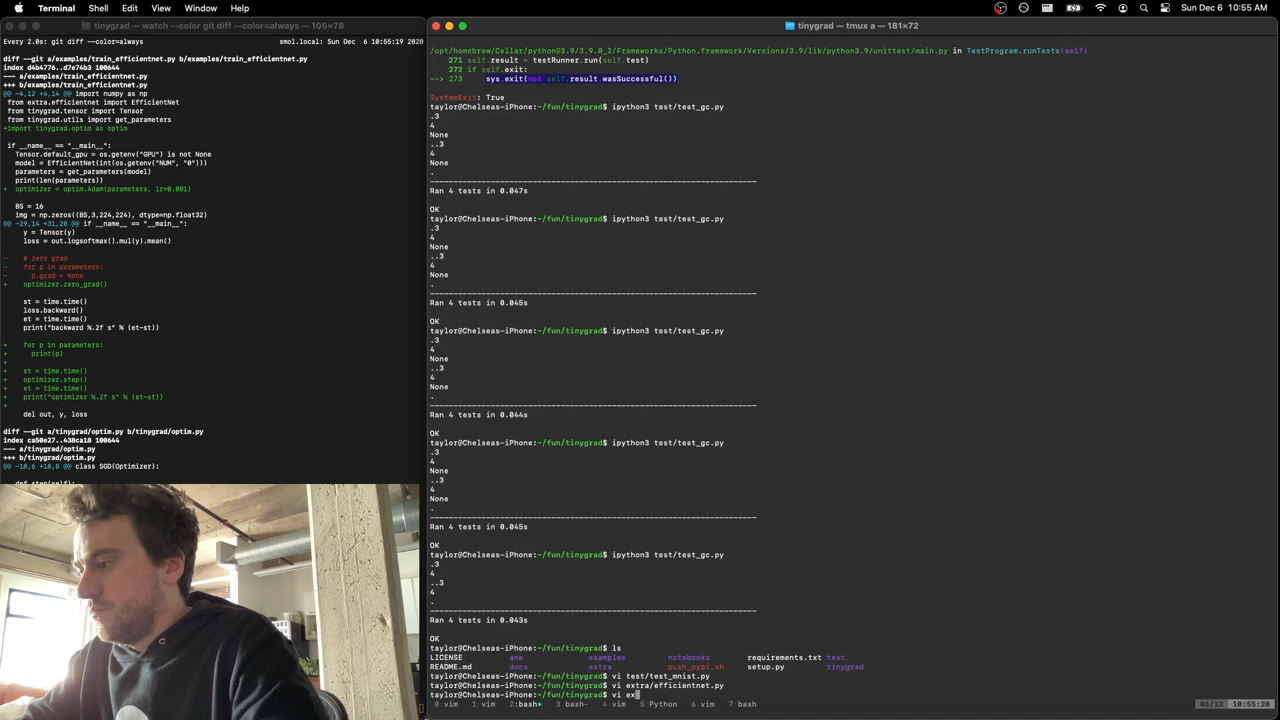 Terminal Shell Edit View Window Help
Sun Dec 6 10:55 AM
tinygrad — watch --color git diff --color=always — 105×78
Every 2.0s: git diff --color=always smol.local: Sun Dec 6 10:55:19 2020
diff --git a/examples/train_efficientnet.py b/examples/train_efficientnet.py
index d4b4776..d7e74b3 100644
--- a/examples/train_efficientnet.py
+++ b/examples/train_efficientnet.py
@@ -4,12 +4,14 @@ import numpy as np
from extra.efficientnet import EfficientNet
from tinygrad.tensor import Tensor
from tinygrad.utils import get_parameters
+import tinygrad.optim as optim
if __name__ == "__main__":
Tensor.default_gpu = os.getenv("GPU") is not None
model = EfficientNet(int(os.getenv("NUM", "0")))
parameters = get_parameters(model)
print(len(parameters))
+ optimizer = optim.Adam(parameters, lr=0.001)
BS = 16
img = np.zeros((BS,3,224,224), dtype=np.float32)
@@ -29,14 +31,20 @@ if __name__ == "__main__":
y = Tensor(y)
loss = out.logsoftmax().mul(y).mean()
- # zero grad
- for p in parameters:
- p.grad = None
+ optimizer.zero_grad()
st = time.time()
loss.backward()
et = time.time()
print("backward %.2f s" % (et-st))
+ for p in parameters:
+ print(p)
+
+ st = time.time()
+ optimizer.step()
+ et = time.time()
+ print("optimizer %.2f s" % (et-st))
+
del out, y, loss
diff --git a/tinygrad/optim.py b/tinygrad/optim.py
index ca50e27..438ca18 100644
--- a/tinygrad/optim.py
+++ b/tinygrad/optim.py
@@ -18,6 +18,8 @@ class SGD(Optimizer):
def step(self):
tinygrad — tmux a — 181×72
/opt/homebrew/Cellar/python@3.9/3.9.0_2/Frameworks/Python.framework/Versions/3.9/lib/python3.9/unittest/main.py in TestProgram.runTests(self)
271 self.result = testRunner.run(self.test)
272 if self.exit:
--> 273 sys.exit(not self.result.wasSuccessful())
SystemExit: True
taylor@Chelseas-iPhone:~/fun/tinygrad$ ipython3 test/test_gc.py
.3
4
None
..3
4
None
.
Ran 4 tests in 0.047s
OK
taylor@Chelseas-iPhone:~/fun/tinygrad$ ipython3 test/test_gc.py
.3
4
None
..3
4
None
.
Ran 4 tests in 0.045s
OK
taylor@Chelseas-iPhone:~/fun/tinygrad$ ipython3 test/test_gc.py
.3
4
None
..3
4
None
.
Ran 4 tests in 0.044s
OK
taylor@Chelseas-iPhone:~/fun/tinygrad$ ipython3 test/test_gc.py
.3
4
None
..3
4
None
.
Ran 4 tests in 0.045s
OK
taylor@Chelseas-iPhone:~/fun/tinygrad$ ipython3 test/test_gc.py
.3
4
..3
4
.
Ran 4 tests in 0.043s
OK
taylor@Chelseas-iPhone:~/fun/tinygrad$ ls
LICENSE ane examples notebooks requirements.txt test
README.md docs extra push_pypi.sh setup.py tinygrad
taylor@Chelseas-iPhone:~/fun/tinygrad$ vi test/test_mnist.py
taylor@Chelseas-iPhone:~/fun/tinygrad$ vi extra/efficientnet.py
taylor@Chelseas-iPhone:~/fun/tinygrad$ vi ex
0 vim 1 vim 2:bash* 3 bash- 4 vim 5 Python 6 vim 7 bash 06/12 10:55:20